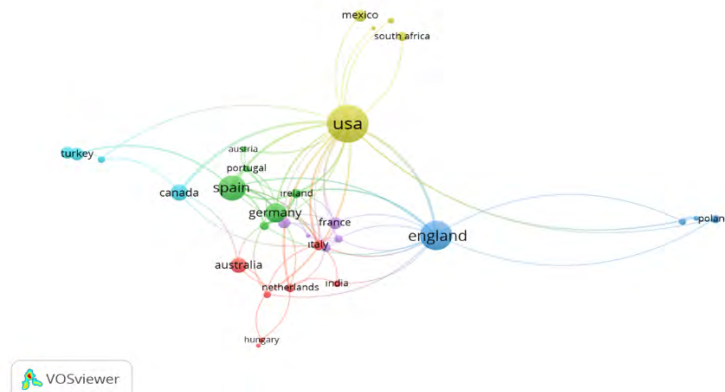 mexico
south africa
usa
austria
turkey
portugal
canada
spain
ireland
germany
france
england
polan
italy
australia
netherlands
india
hungary
VOSviewer